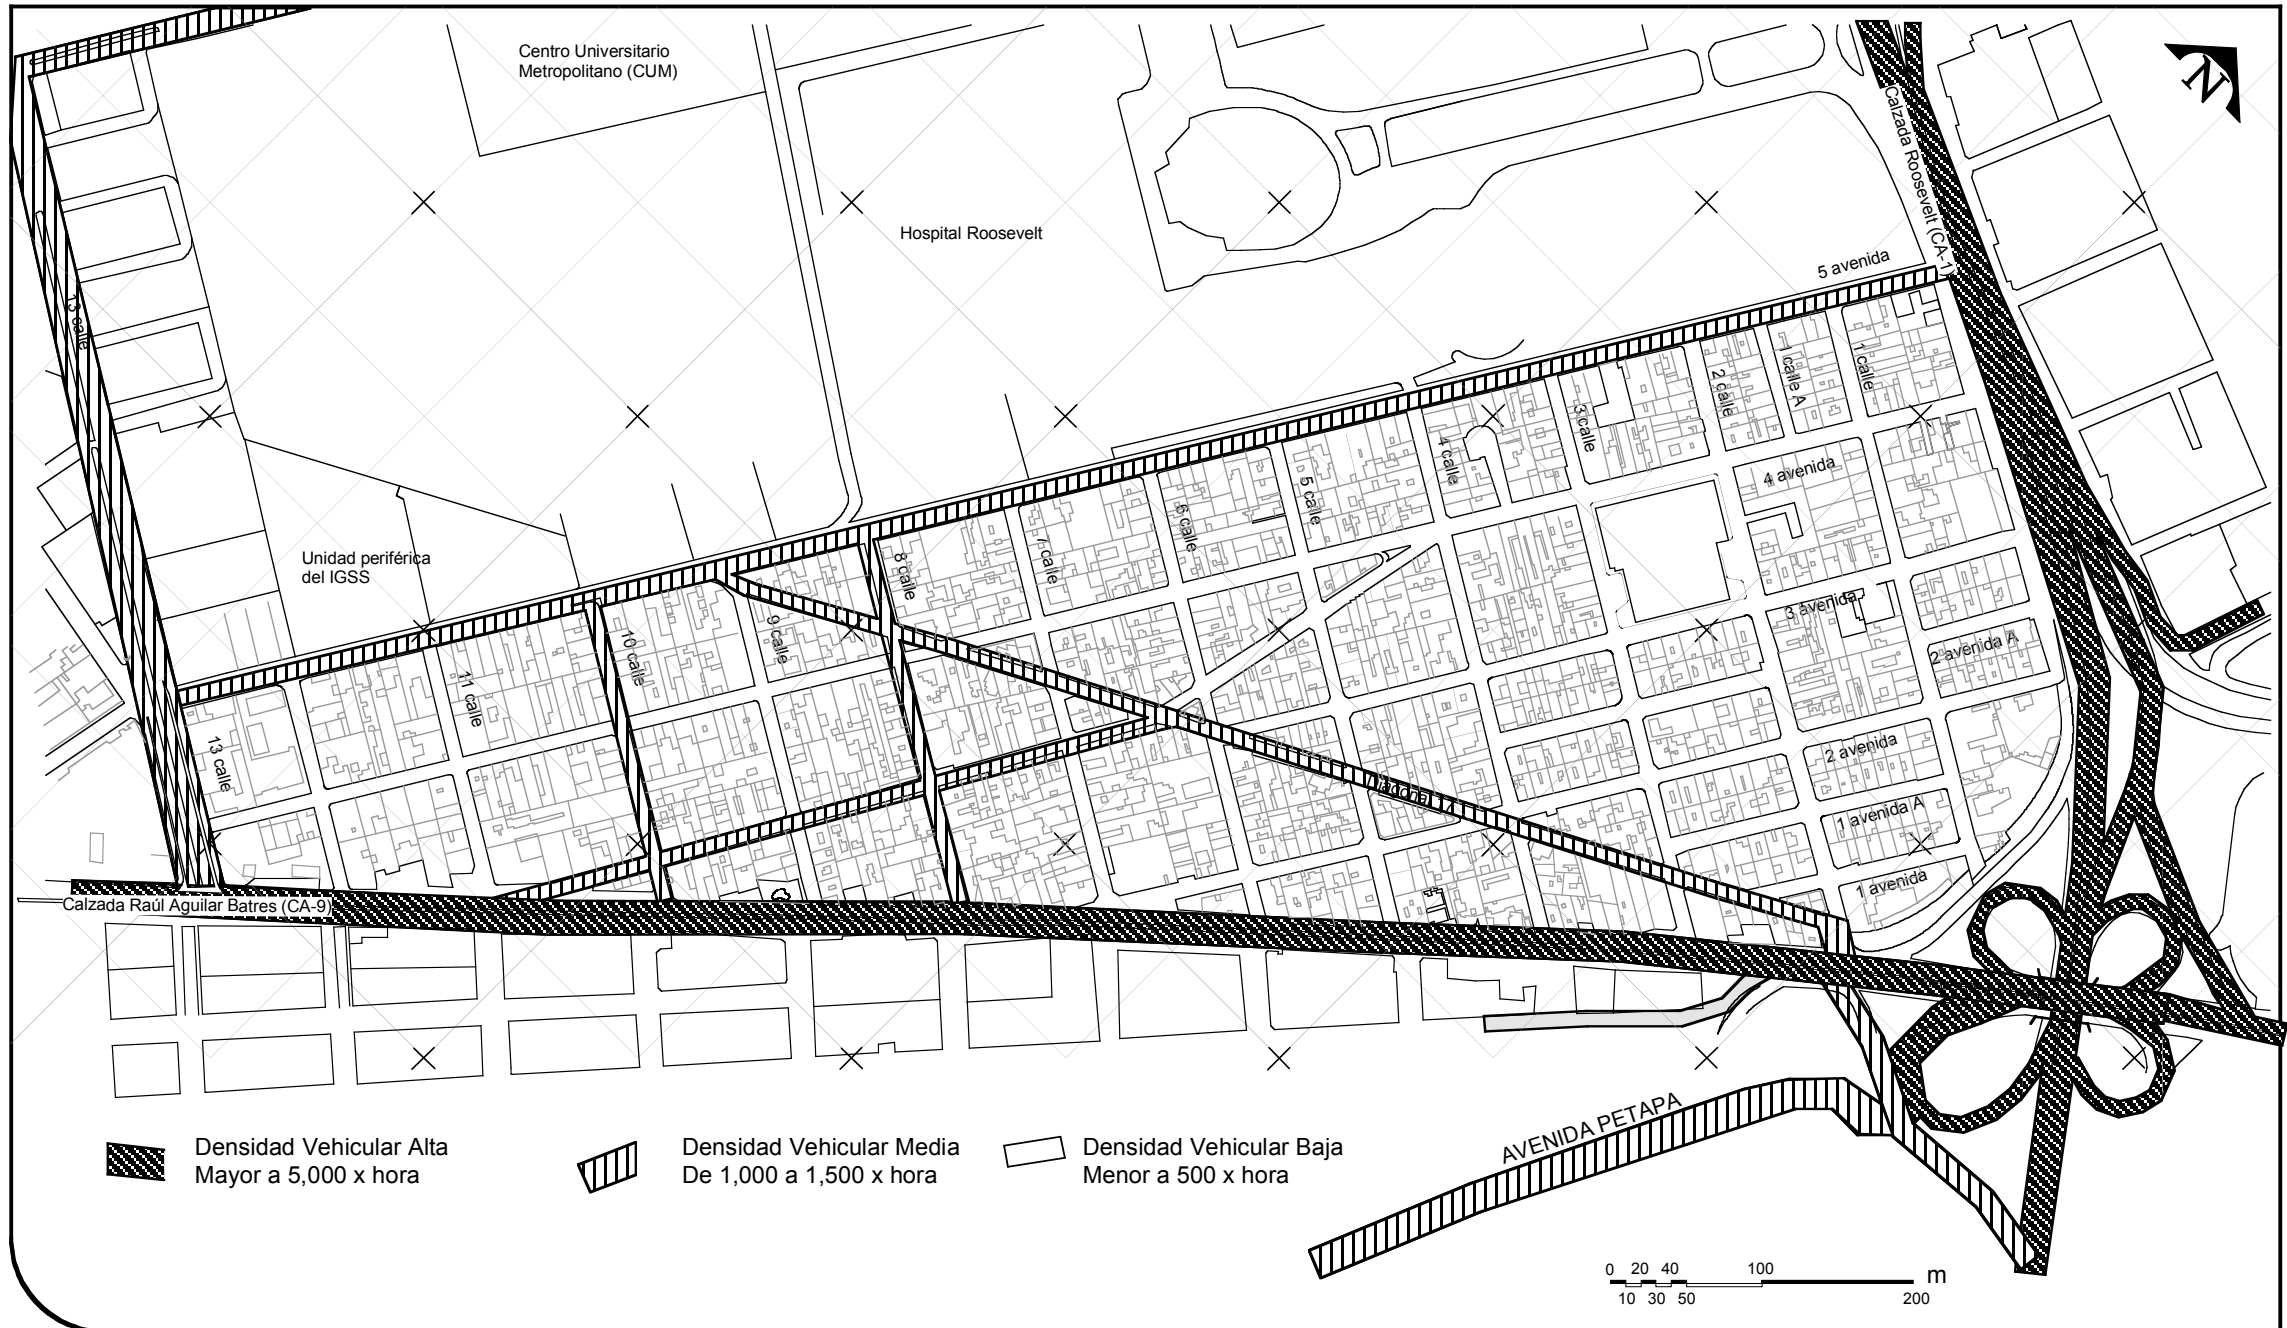 Centro Universitario
Metropolitano (CUM)
N
Calzada Roosevelt (CA-1)
Hospital Roosevelt
5 avenida
13 calle
1 calle
1 calle A
2 calle
3 calle
4 calle
5 calle
6 calle
7 calle
8 calle
9 calle
10 calle
11 calle
13 calle
4 avenida
3 avenida
2 avenida A
2 avenida
1 avenida A
1 avenida
Unidad periférica
del IGSS
Calzada Raúl Aguilar Batres (CA-9)
AVENIDA PETAPA
Densidad Vehicular Alta
Mayor a 5,000 x hora
Densidad Vehicular Media
De 1,000 a 1,500 x hora
Densidad Vehicular Baja
Menor a 500 x hora
0 20 40 100 m
10 30 50 200